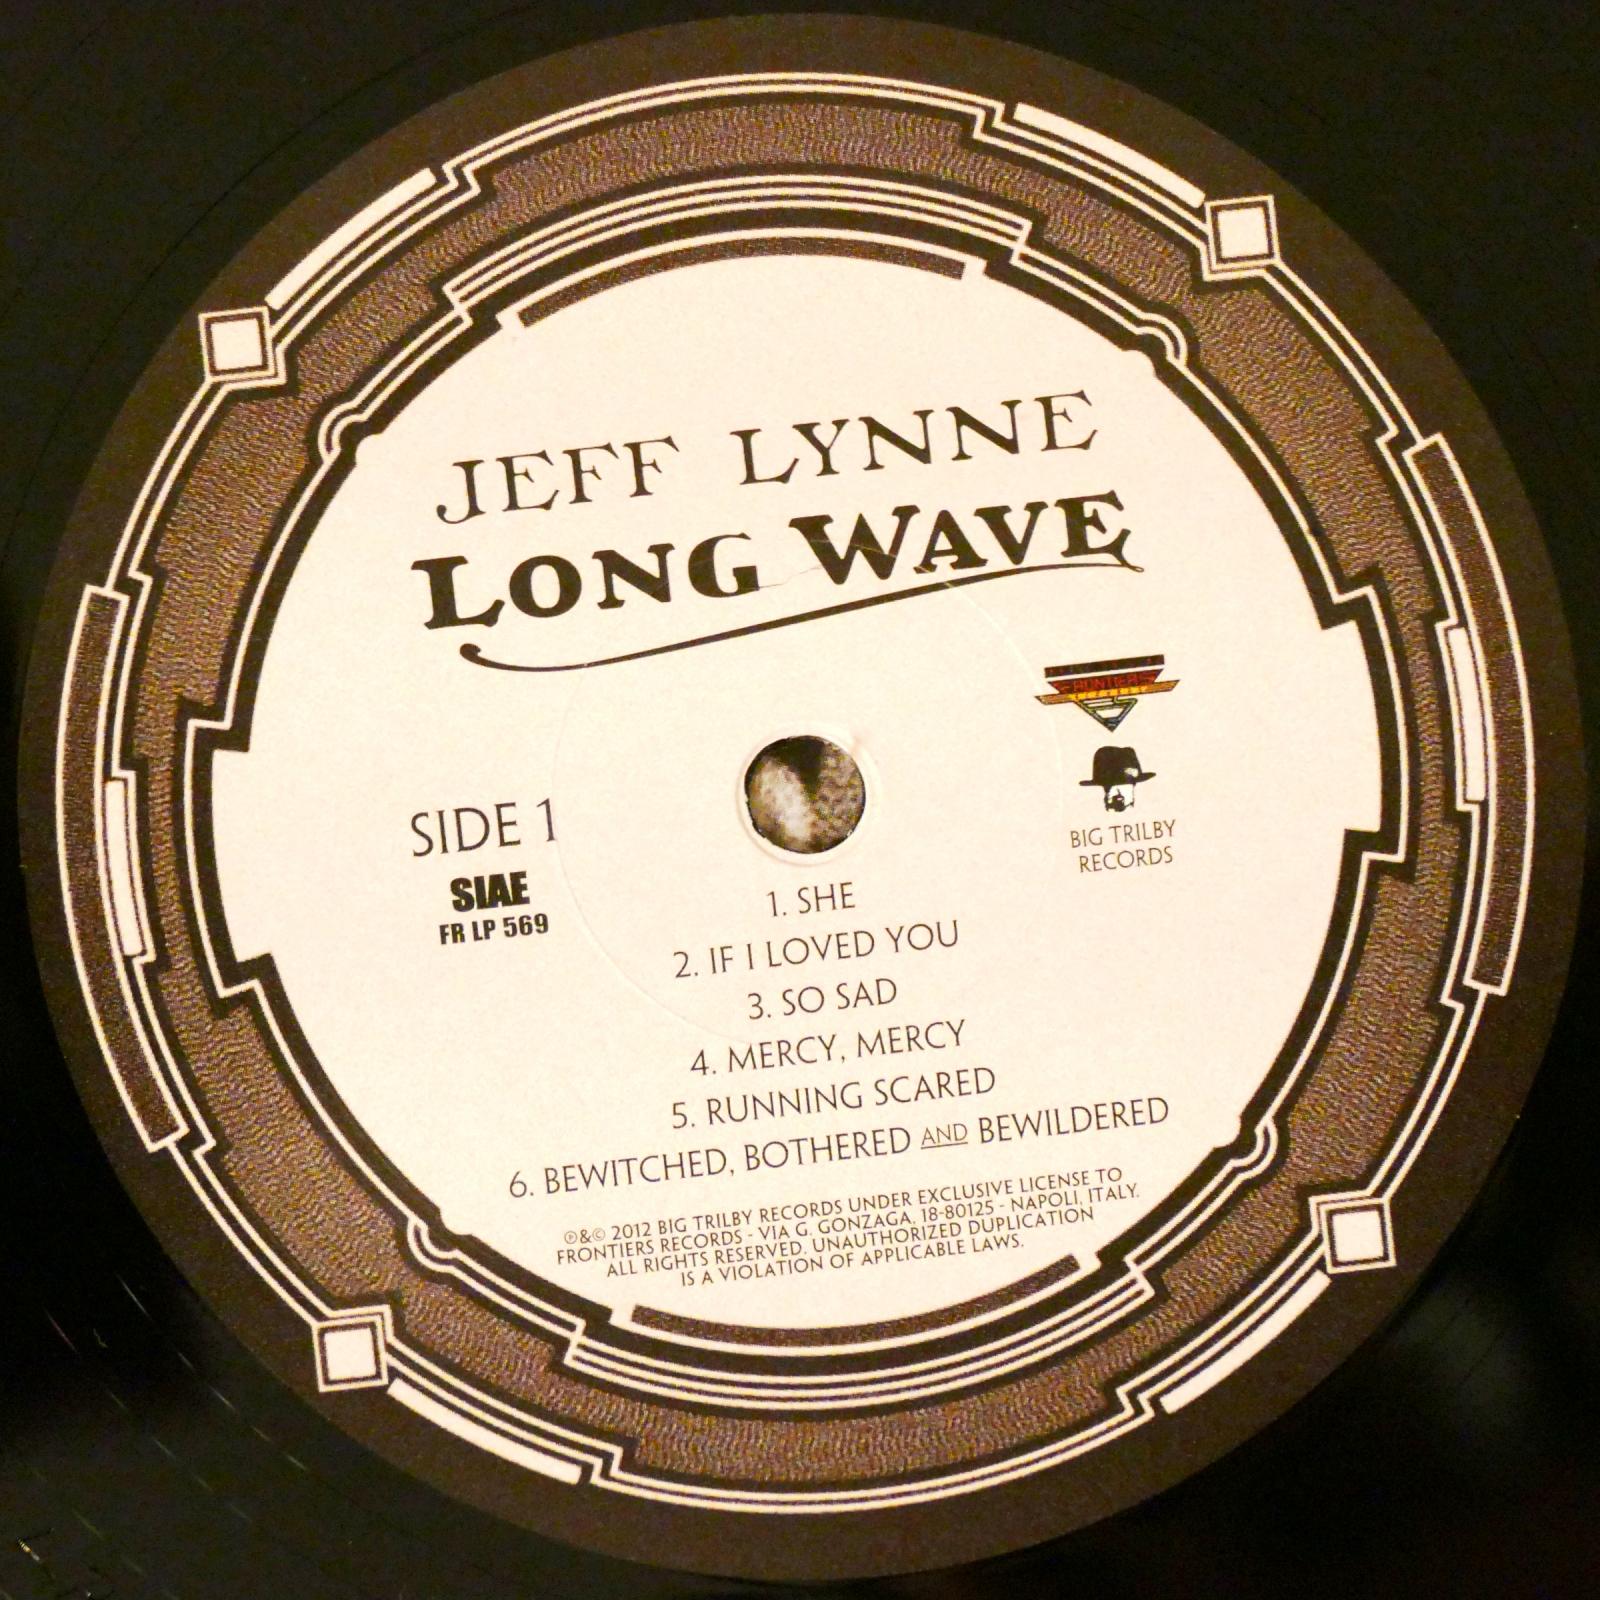 JEFF LYNNE
LONG WAVE
FRONTIERS
SIDE 1
SIAE
FR LP 569
BIG TRILBY
RECORDS
1. SHE
2. IF I LOVED YOU
3. SO SAD
4. MERCY, MERCY
5. RUNNING SCARED
6. BEWITCHED, BOTHERED AND BEWILDERED
℗&© 2012 BIG TRILBY RECORDS UNDER EXCLUSIVE LICENSE TO
FRONTIERS RECORDS - VIA G. GONZAGA, 18-80125 - NAPOLI, ITALY.
ALL RIGHTS RESERVED. UNAUTHORIZED DUPLICATION
IS A VIOLATION OF APPLICABLE LAWS.